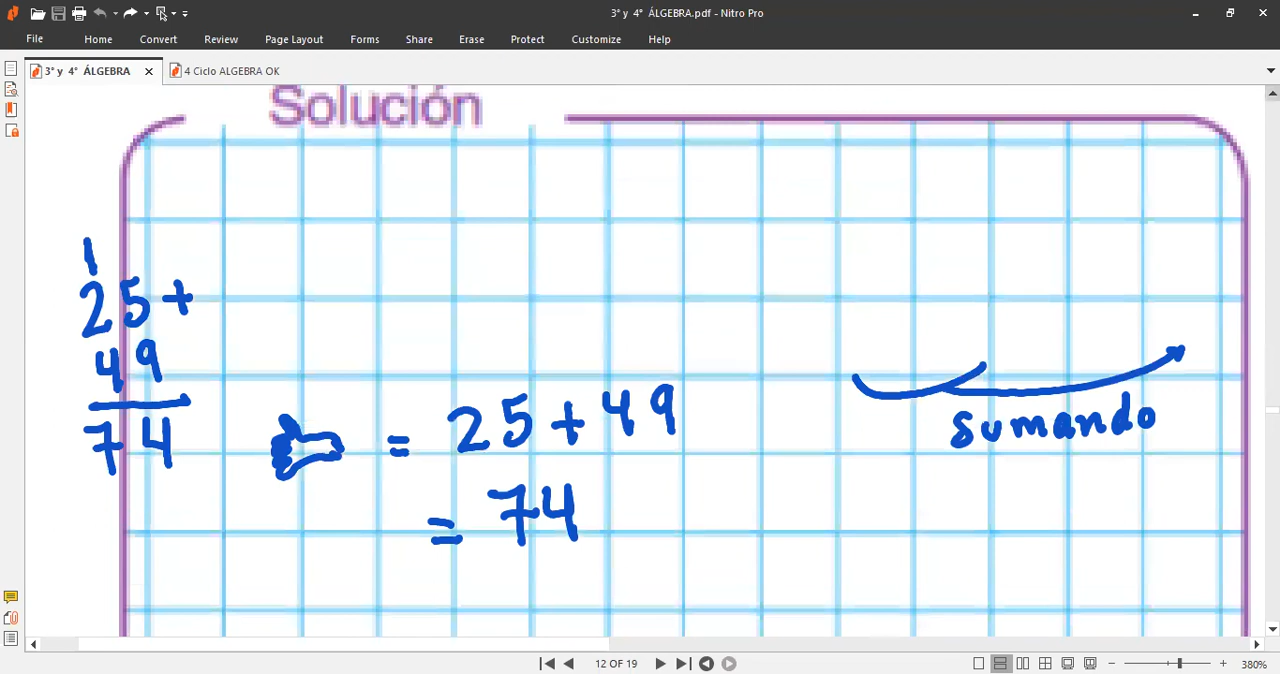 3° y  4°  ÁLGEBRA.pdf - Nitro Pro
File Home Convert Review Page Layout Forms Share Erase Protect Customize Help
3° y  4°  ÁLGEBRA
4 Ciclo ALGEBRA OK
Solución
1
25+
49
74
= 25+49
= 74
sumando
12 OF 19
380%